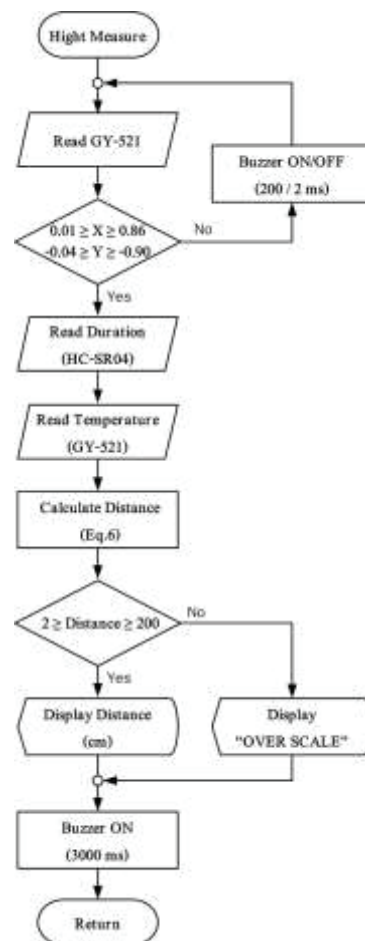 Hight Measure
Read GY-521
Buzzer ON/OFF
(200 / 2 ms)
0.01 ≥ X ≥ 0.86
-0.04 ≥ Y ≥ -0.90
No
Yes
Read Duration
(HC-SR04)
Read Temperature
(GY-521)
Calculate Distance
(Eq.6)
2 ≥ Distance ≥ 200
No
Yes
Display Distance
(cm)
Display
"OVER SCALE"
Buzzer ON
(3000 ms)
Return